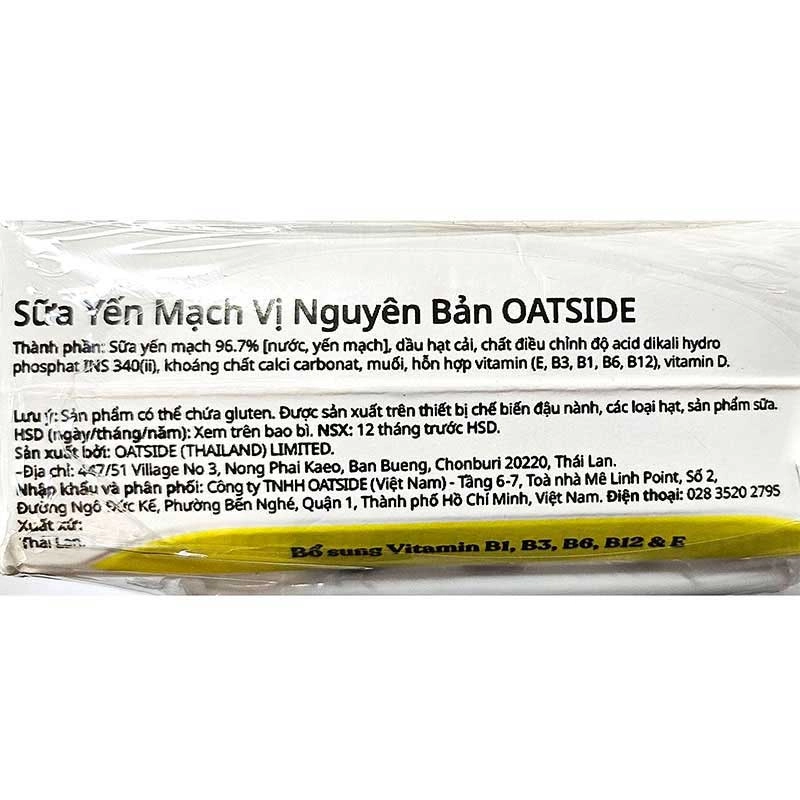 Sữa Yến Mạch Vị Nguyên Bản OATSIDE
Thành phần: Sữa yến mạch 96.7% [nước, yến mạch], dầu hạt cải, chất điều chỉnh độ acid dikali hydro
phosphat INS 340(ii), khoáng chất calci carbonat, muối, hỗn hợp vitamin (E, B3, B1, B6, B12), vitamin D.
Lưu ý: Sản phẩm có thể chứa gluten. Được sản xuất trên thiết bị chế biến đậu nành, các loại hạt, sản phẩm sữa.
HSD (ngày/tháng/năm): Xem trên bao bì. NSX: 12 tháng trước HSD.
Sản xuất bởi: OATSIDE (THAILAND) LIMITED.
-Địa chỉ: 447/51 Village No 3, Nong Phai Kaeo, Ban Bueng, Chonburi 20220, Thái Lan.
Nhập khẩu và phân phối: Công ty TNHH OATSIDE (Việt Nam) - Tầng 6-7, Toà nhà Mê Linh Point, Số 2,
Đường Ngô Đức Kế, Phường Bến Nghé, Quận 1, Thành phố Hồ Chí Minh, Việt Nam. Điện thoại: 028 3520 2795
Xuất xứ:
Thái Lan.
Bổ sung Vitamin B1, B3, B6, B12 & E